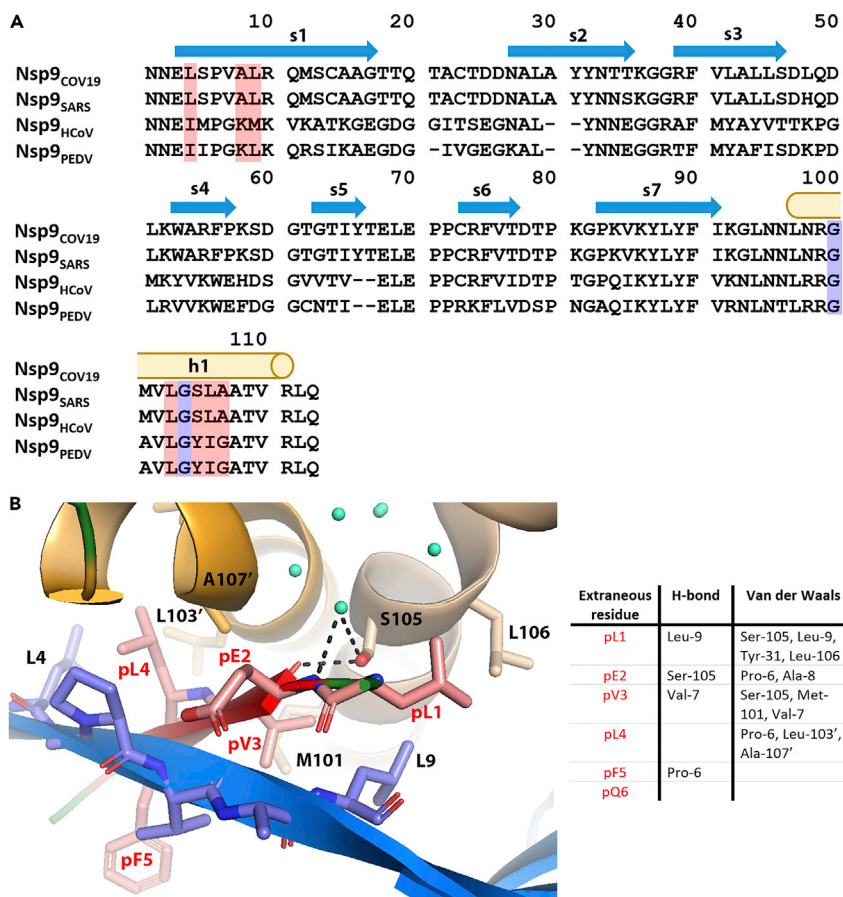 A
10 20 30 40 50
s1 s2 s3
Nsp9COV19 NNELSPVALR QMSCAAGTTQ TACTDDNALA YYNTTKGGRF VLALLSDLQD
Nsp9SARS NNELSPVALR QMSCAAGTTQ TACTDDNALA YYNNSKGGRF VLALLSDHQD
Nsp9HCoV NNEIMPGKMK VKATKGEGDG GITSEGNAL- -YNNEGGRAF MYAYVTTKPG
Nsp9PEDV NNEIIPGKLK QRSIKAEGDG -IVGEGKAL- -YNNEGGRTF MYAFISDKPD
60 70 80 90 100
s4 s5 s6 s7
Nsp9COV19 LKWARFPKSD GTGTIYTELE PPCRFVTDTP KGPKVKYLYF IKGLNNLNRG
Nsp9SARS LKWARFPKSD GTGTIYTELE PPCRFVTDTP KGPKVKYLYF IKGLNNLNRG
Nsp9HCoV MKYVKWEHDS GVVTV--ELE PPCRFVIDTP TGPQIKYLYF VKNLNNLRRG
Nsp9PEDV LRVVKWEFDG GCNTI--ELE PPRKFLVDSP NGAQIKYLYF VRNLNTLRRG
110
h1
Nsp9COV19
Nsp9SARS MVLGSLAATV RLQ
Nsp9HCoV MVLGSLAATV RLQ
Nsp9PEDV AVLGYIGATV RLQ
AVLGYIGATV RLQ
B
A107′
L103′
S105
L106
L4
pL4
pE2
pL1
pV3
M101
L9
pF5
Extraneous residue H-bond Van der Waals
pL1 Leu-9 Ser-105, Leu-9, Tyr-31, Leu-106
pE2 Ser-105 Pro-6, Ala-8
pV3 Val-7 Ser-105, Met-101, Val-7
pL4 Pro-6, Leu-103′, Ala-107′
pF5 Pro-6
pQ6